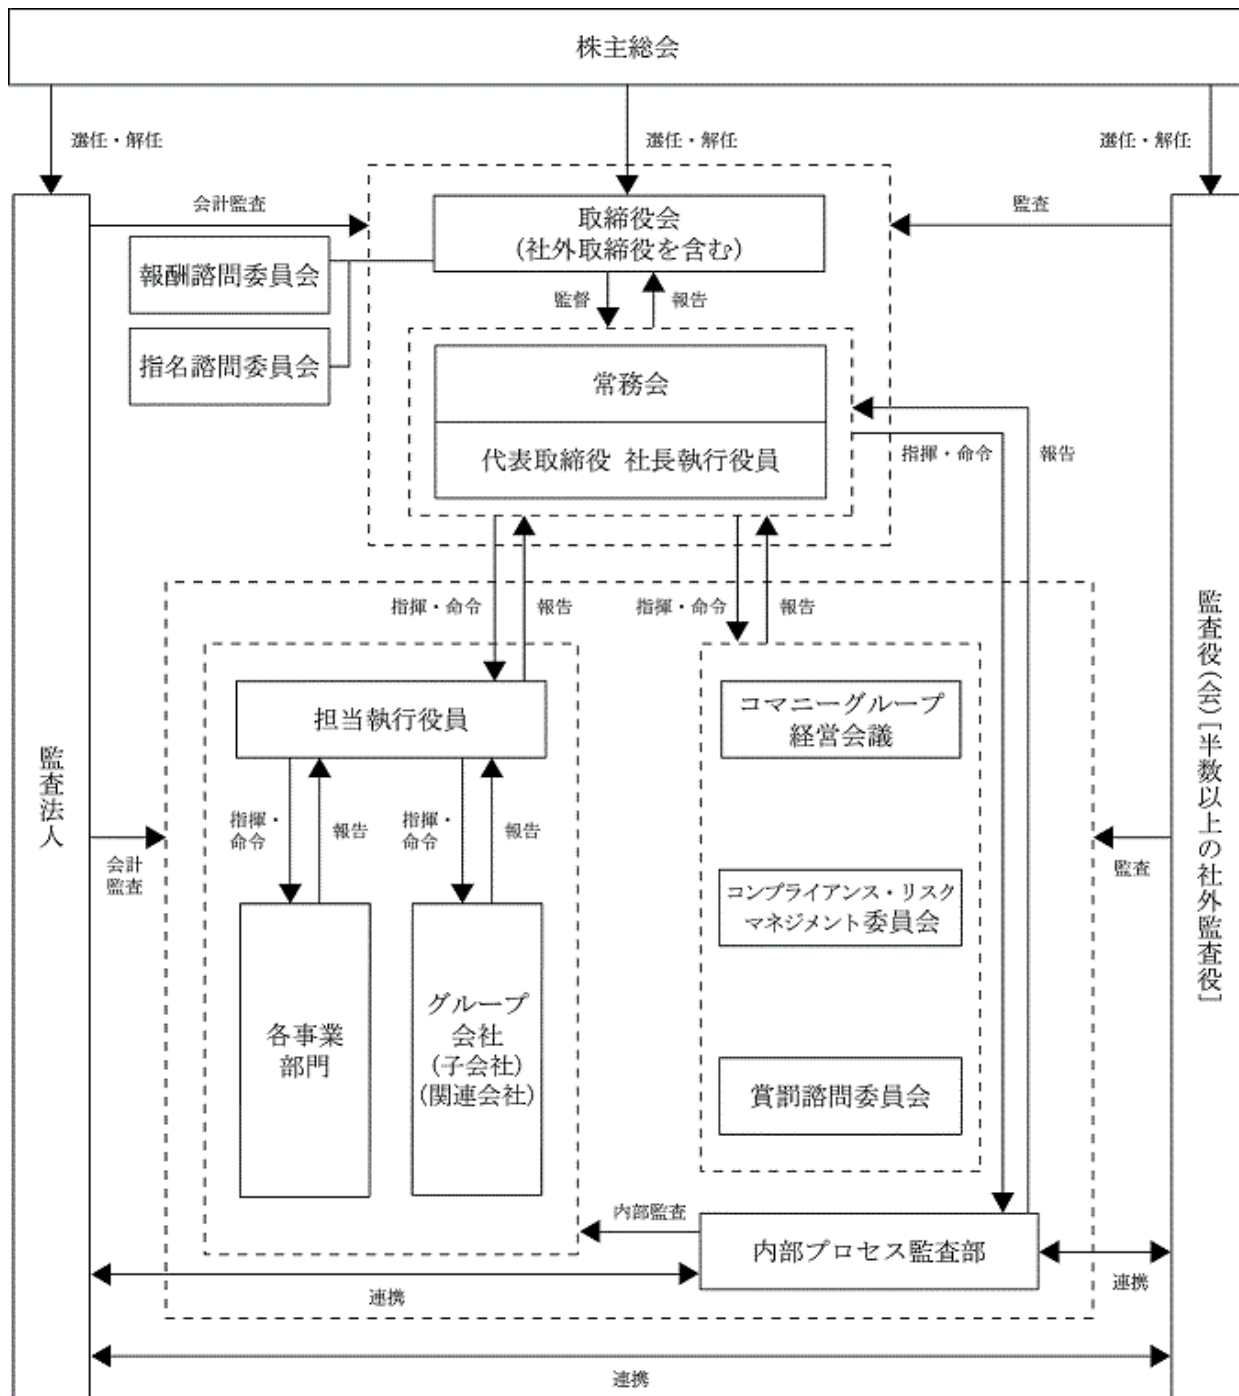 株主総会
選任・解任
選任・解任
選任・解任
会計監査
取締役会
(社外取締役を含む)
監査
報酬諮問委員会
監督
報告
指名諮問委員会
常務会
代表取締役 社長執行役員
指揮・命令
報告
指揮・命令
報告
指揮・命令
報告
担当執行役員
コマニーグループ
経営会議
監査法人
監査役(会)[半数以上の社外監査役]
指揮・
命令
報告
指揮・
命令
報告
会計
監査
監査
コンプライアンス・リスク
マネジメント委員会
各事業
部門
グループ
会社
(子会社)
(関連会社)
賞罰諮問委員会
内部監査
内部プロセス監査部
連携
連携
連携